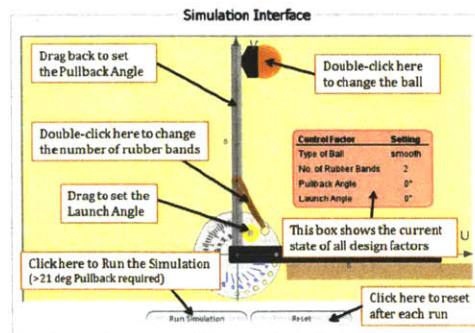 Simulation Interface
Drag back to set
the Pullback Angle
Double-click here
to change the ball
Double-click here to change
the number of rubber bands
Control Factor Setting
Type of Ball smooth
No. of Rubber Bands 2
Pullback Angle 0°
Launch Angle 0°
Drag to set the
Launch Angle
This box shows the current
state of all design factors
Click here to Run the Simulation
(>21 deg Pullback required)
Click here to reset
after each run
Run Simulation
Reset